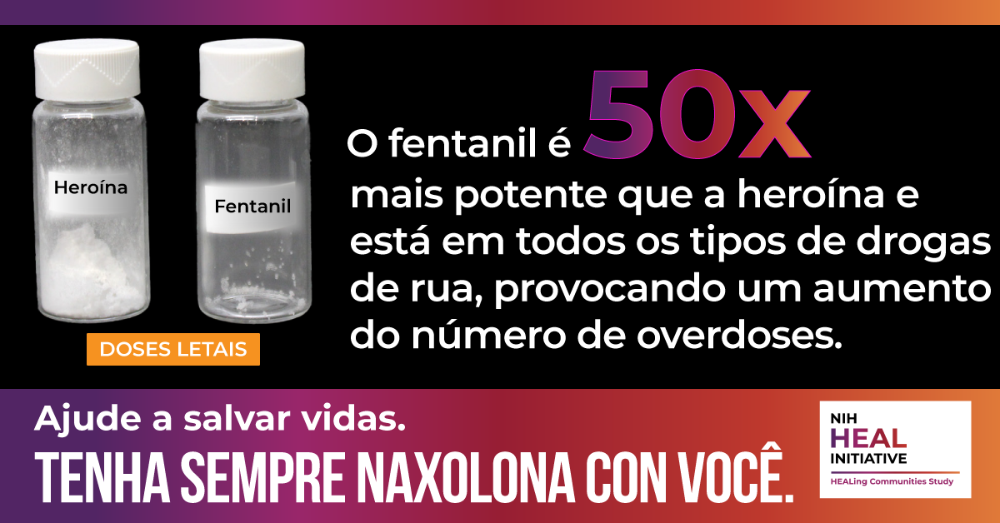 Heroína
Fentanil
DOSES LETAIS
O fentanil é 50x
mais potente que a heroína e
está em todos os tipos de drogas
de rua, provocando um aumento
do número de overdoses.
Ajude a salvar vidas.
TENHA SEMPRE NAXOLONA CON VOCÊ.
NIH
HEAL
INITIATIVE
HEALing Communities Study